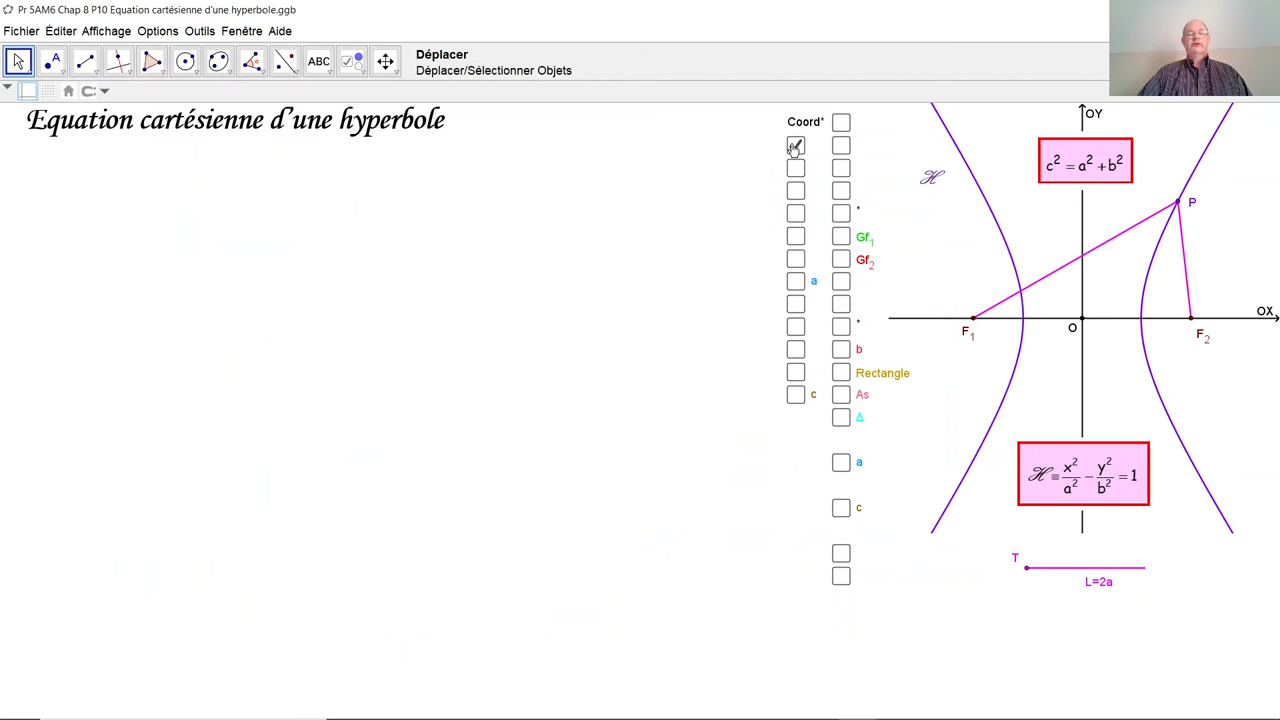 Pr 5AM6 Chap 8 P10 Equation cartésienne d'une hyperbole.ggb
Fichier Éditer Affichage Options Outils Fenêtre Aide
A ABC
Déplacer
Déplacer/Sélectionner Objets
Equation cartésienne d'une hyperbole
Coord*
*
Gf₁
Gf₂
a
*
b
Rectangle
c
As
Δ
a
c
OY
c² = a² + b²
ℋ
P
OX
F₁
O
F₂
ℋ ≡ x²/a² − y²/b² = 1
T
L=2a